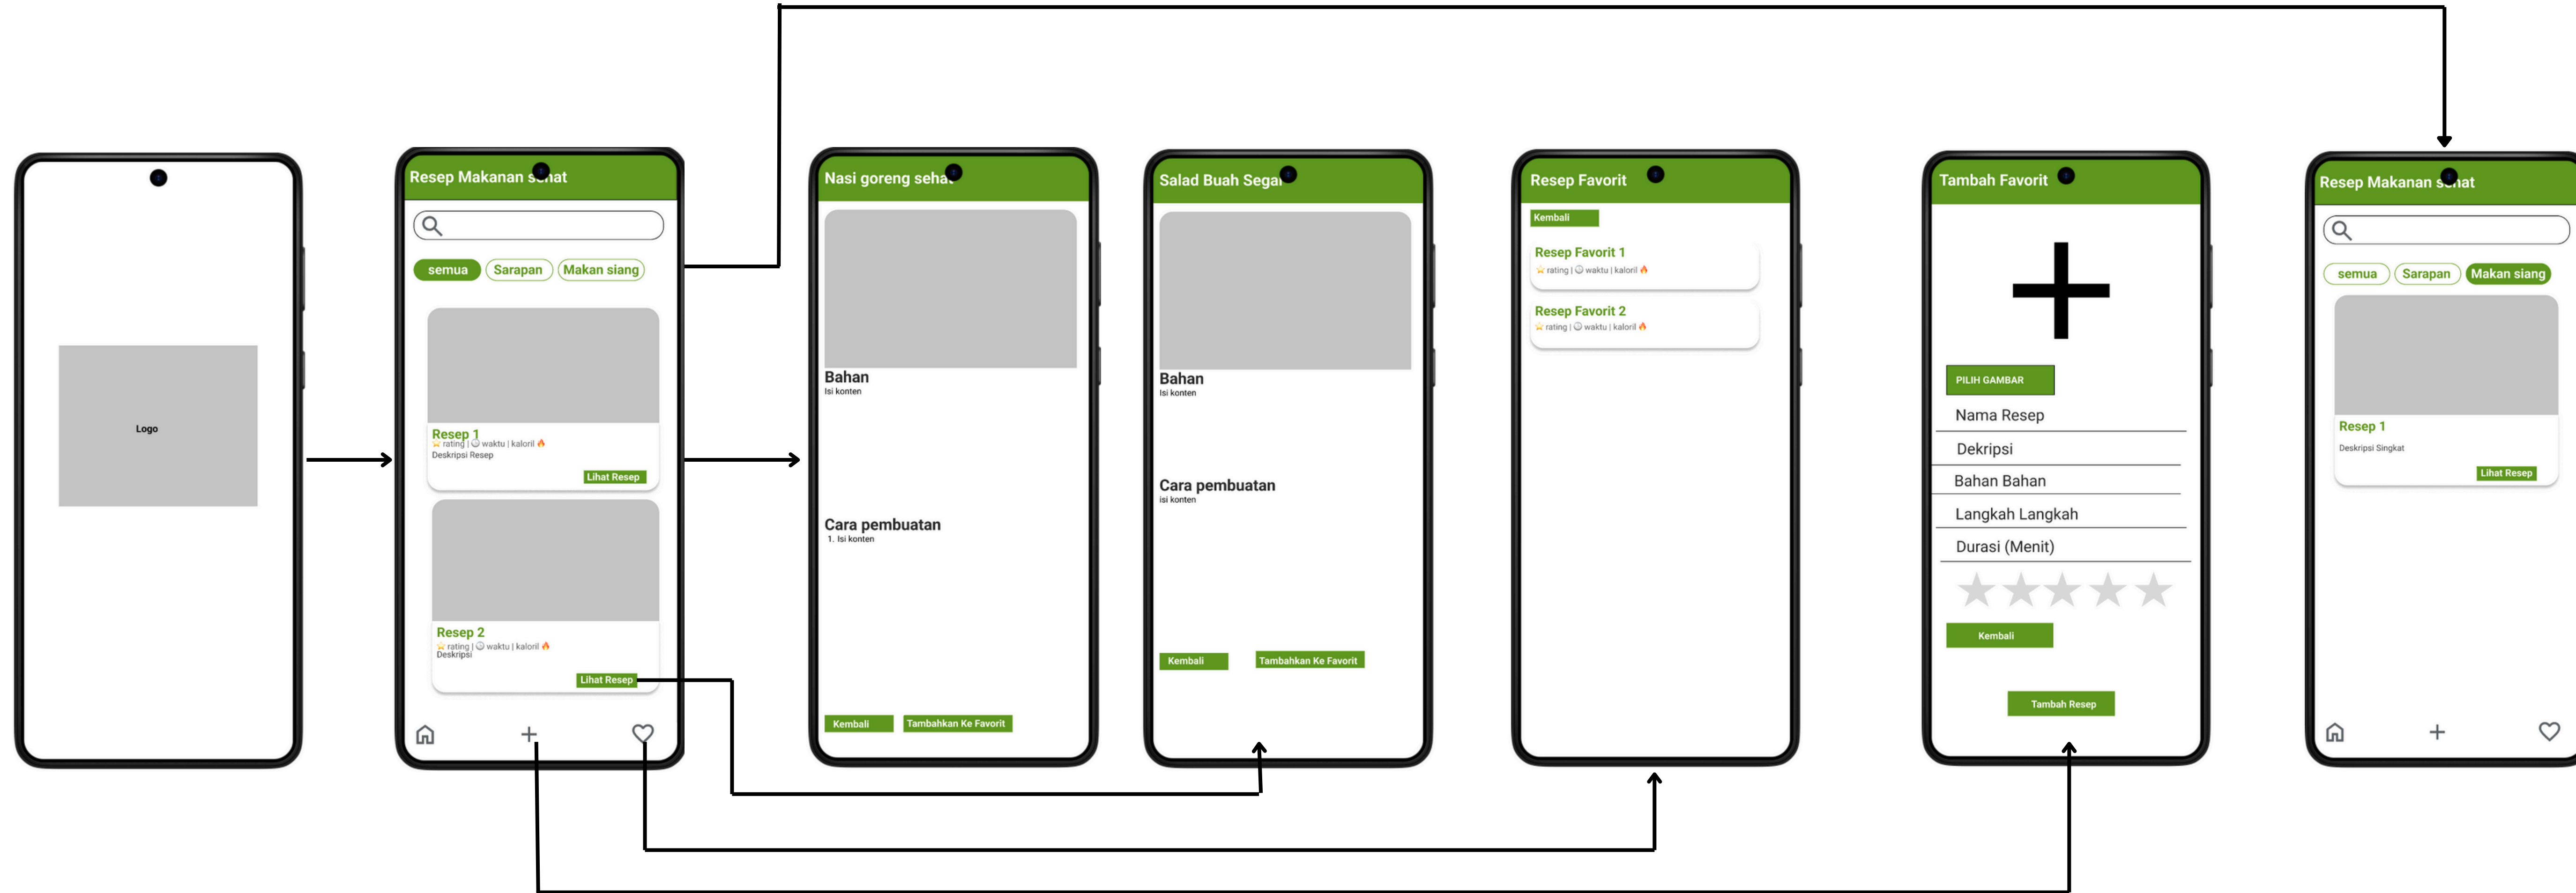 Logo
Resep Makanan sehat
semua Sarapan Makan siang
Resep 1
rating | waktu | kaloril
Deskripsi Resep
Lihat Resep
Resep 2
rating | waktu | kaloril
Deskripsi
Lihat Resep
Nasi goreng sehat
Bahan
Isi konten
Cara pembuatan
1. Isi konten
Kembali Tambahkan Ke Favorit
Salad Buah Segar
Bahan
Isi konten
Cara pembuatan
isi konten
Kembali Tambahkan Ke Favorit
Resep Favorit
Kembali
Resep Favorit 1
rating | waktu | kaloril
Resep Favorit 2
rating | waktu | kaloril
Tambah Favorit
PILIH GAMBAR
Nama Resep
Dekripsi
Bahan Bahan
Langkah Langkah
Durasi (Menit)
Kembali
Tambah Resep
Resep Makanan sehat
semua Sarapan Makan siang
Resep 1
Deskripsi Singkat
Lihat Resep